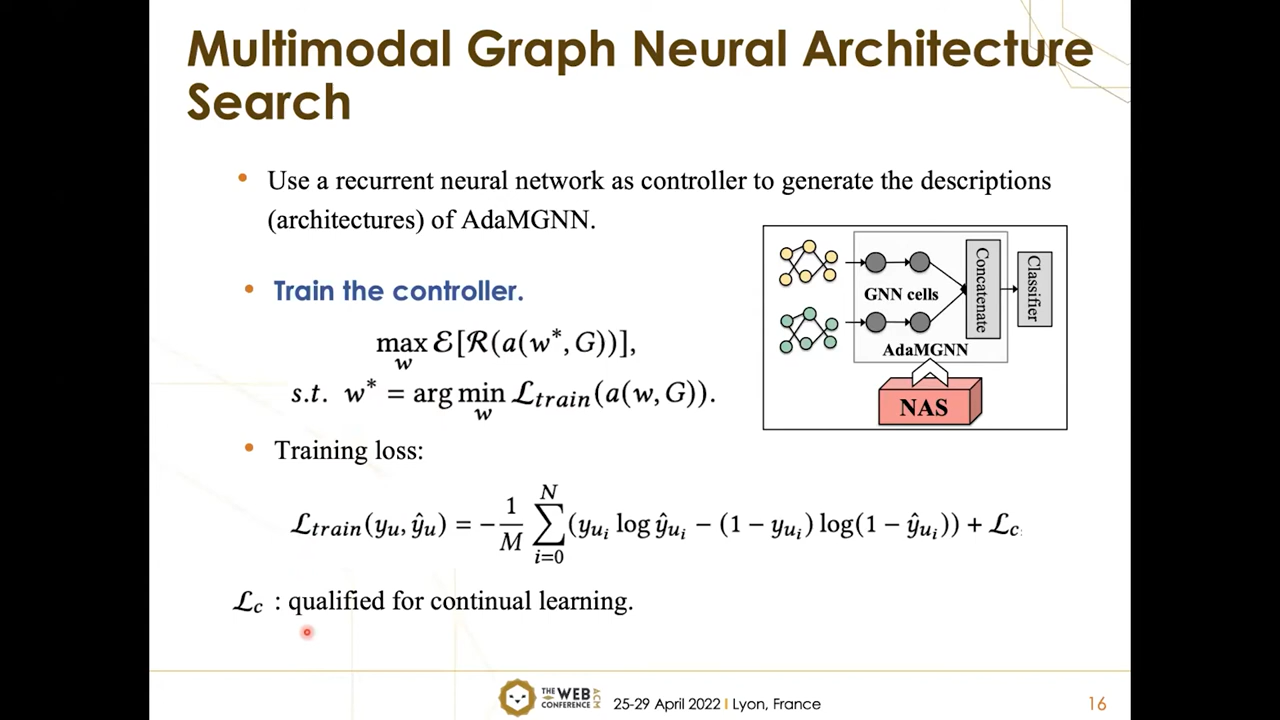 Multimodal Graph Neural Architecture
Search
• Use a recurrent neural network as controller to generate the descriptions
(architectures) of AdaMGNN.
• Train the controller.
max_w ℰ[ℛ(a(w*, G))],
s.t. w* = arg min_w ℒ_train(a(w, G)).
GNN cells
Concatenate
Classifier
AdaMGNN
NAS
• Training loss:
ℒ_train(y_u, ŷ_u) = −1/M ∑_{i=0}^{N} (y_{u_i} log ŷ_{u_i} − (1 − y_{u_i}) log(1 − ŷ_{u_i})) + ℒ_c
ℒ_c : qualified for continual learning.
THE WEB CONFERENCE ACM
25-29 April 2022 | Lyon, France
16